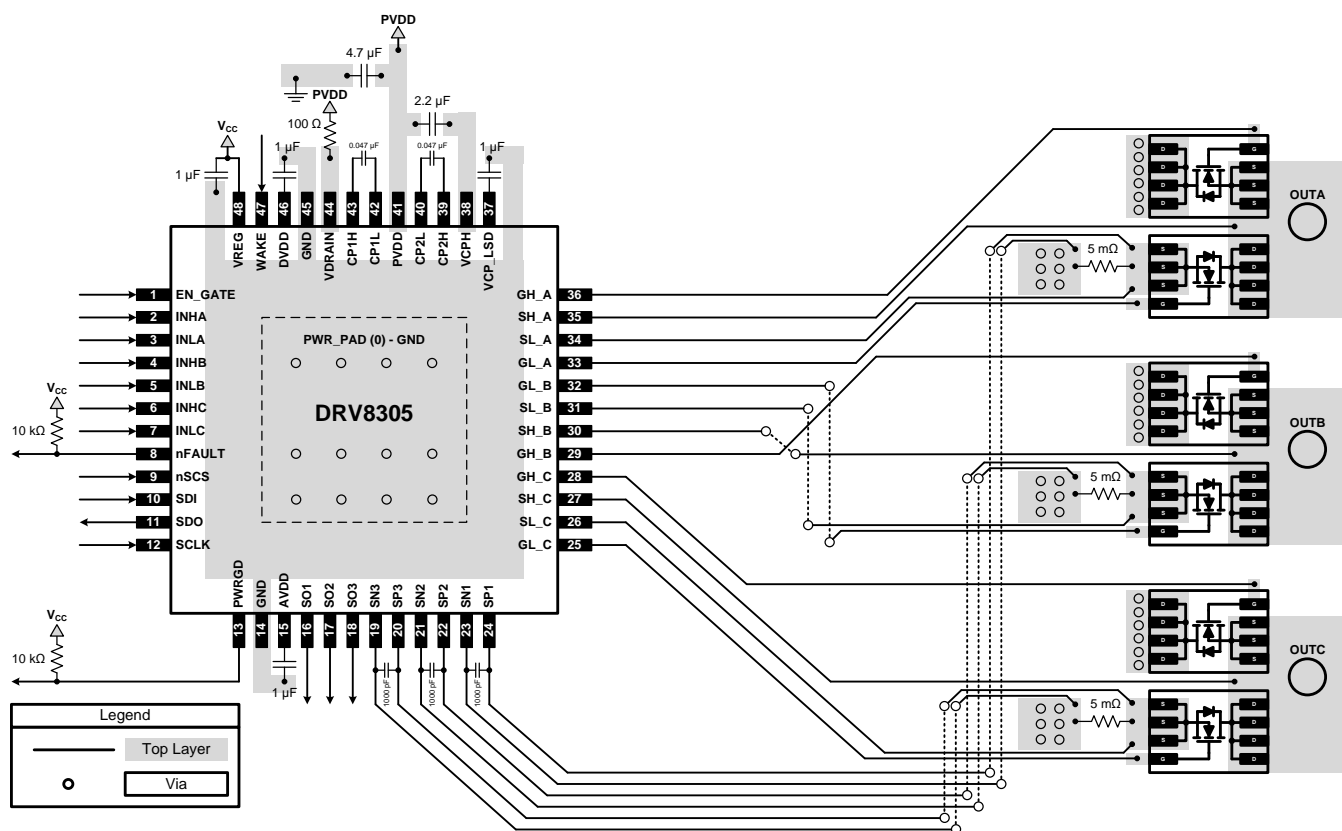 PVDD
4.7 µF
PVDD
2.2 µF
100 Ω
VCC
1 µF
0.047 µF
0.047 µF
1 µF
1 µF
48
47
46
45
44
43
42
41
40
39
38
37
VREG
WAKE
DVDD
GND
VDRAIN
CP1H
CP1L
PVDD
CP2L
CP2H
VCPH
VCP_LSD
1 EN_GATE
2 INHA
3 INLA
4 INHB
5 INLB
6 INHC
7 INLC
8 nFAULT
9 nSCS
10 SDI
11 SDO
12 SCLK
VCC
10 kΩ
PWR_PAD (0) - GND
DRV8305
GH_A 36
SH_A 35
SL_A 34
GL_A 33
GL_B 32
SL_B 31
SH_B 30
GH_B 29
GH_C 28
SH_C 27
SL_C 26
GL_C 25
PWRGD
GND
AVDD
SO1
SO2
SO3
SN3
SP3
SN2
SP2
SN1
SP1
13
14
15
16
17
18
19
20
21
22
23
24
VCC
10 kΩ
1 µF
1000 pF
1000 pF
1000 pF
D G
D S
D S
D S
OUTA
5 mΩ
S D
S D
S D
G D
D G
D S
D S
D S
OUTB
5 mΩ
S D
S D
S D
G D
D G
D S
D S
D S
OUTC
5 mΩ
S D
S D
S D
G D
Legend
Top Layer
Via